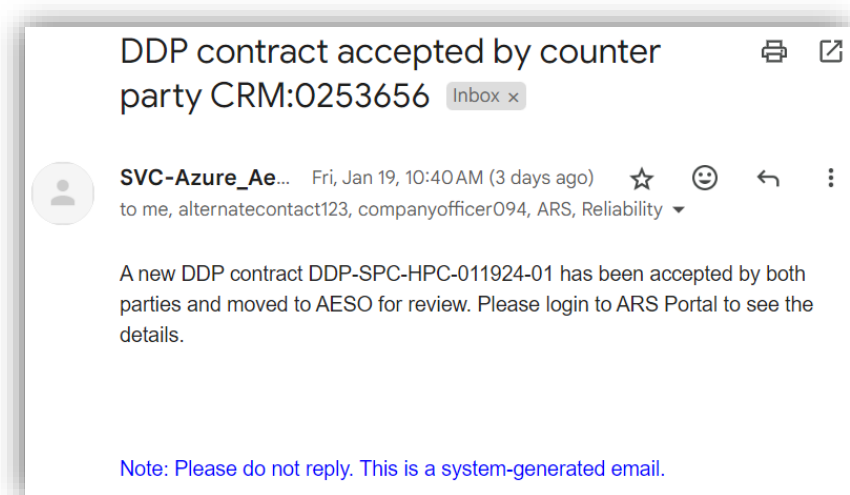 DDP contract accepted by counter
party CRM:0253656 Inbox ×
SVC-Azure_Ae... Fri, Jan 19, 10:40 AM (3 days ago)
to me, alternatecontact123, companyofficer094, ARS, Reliability
A new DDP contract DDP-SPC-HPC-011924-01 has been accepted by both
parties and moved to AESO for review. Please login to ARS Portal to see the
details.
Note: Please do not reply. This is a system-generated email.